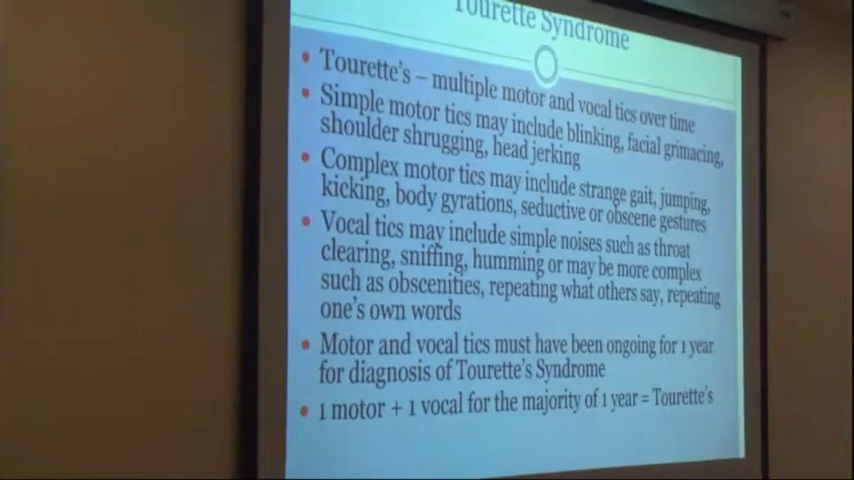 Tourette Syndrome
• Tourette's – multiple motor and vocal tics over time
• Simple motor tics may include blinking, facial grimacing,
shoulder shrugging, head jerking
• Complex motor tics may include strange gait, jumping,
kicking, body gyrations, seductive or obscene gestures
• Vocal tics may include simple noises such as throat
clearing, sniffing, humming or may be more complex
such as obscenities, repeating what others say, repeating
one's own words
• Motor and vocal tics must have been ongoing for 1 year
for diagnosis of Tourette's Syndrome
• 1 motor + 1 vocal for the majority of 1 year = Tourette's